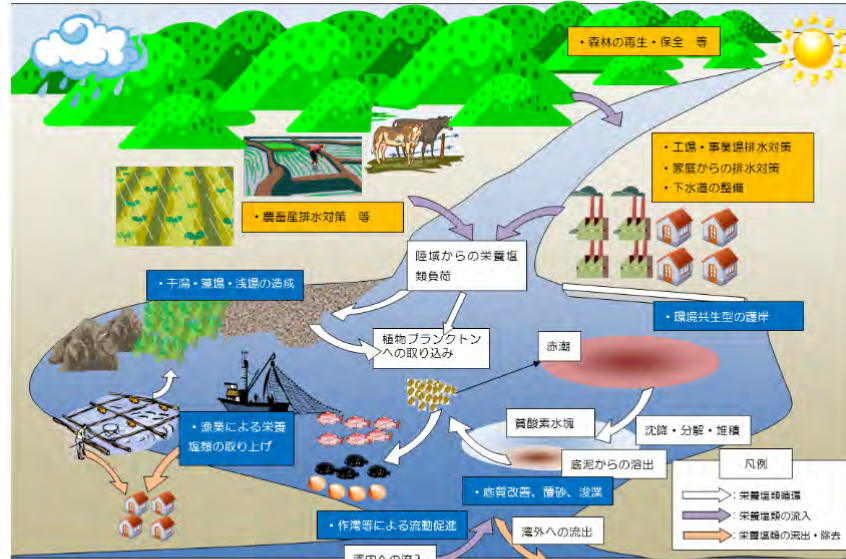 ・森林の再生・保全　等
・工場・事業場排水対策
・家庭からの排水対策
・下水道の整備
・農畜産排水対策　等
陸域からの栄養塩
類負荷
・干潟・藻場・浅場の造成
・環境共生型の護岸
植物プランクトン
への取り込み
赤潮
・漁業による栄養
塩類の取り上げ
貧酸素水塊
沈降・分解・堆積
底泥からの溶出
・底質改善、覆砂、浚渫
・作澪等による流動促進
湾外への流出
湾内への流入
凡例
：栄養塩類循環
：栄養塩類の流入
：栄養塩類の流出・除去